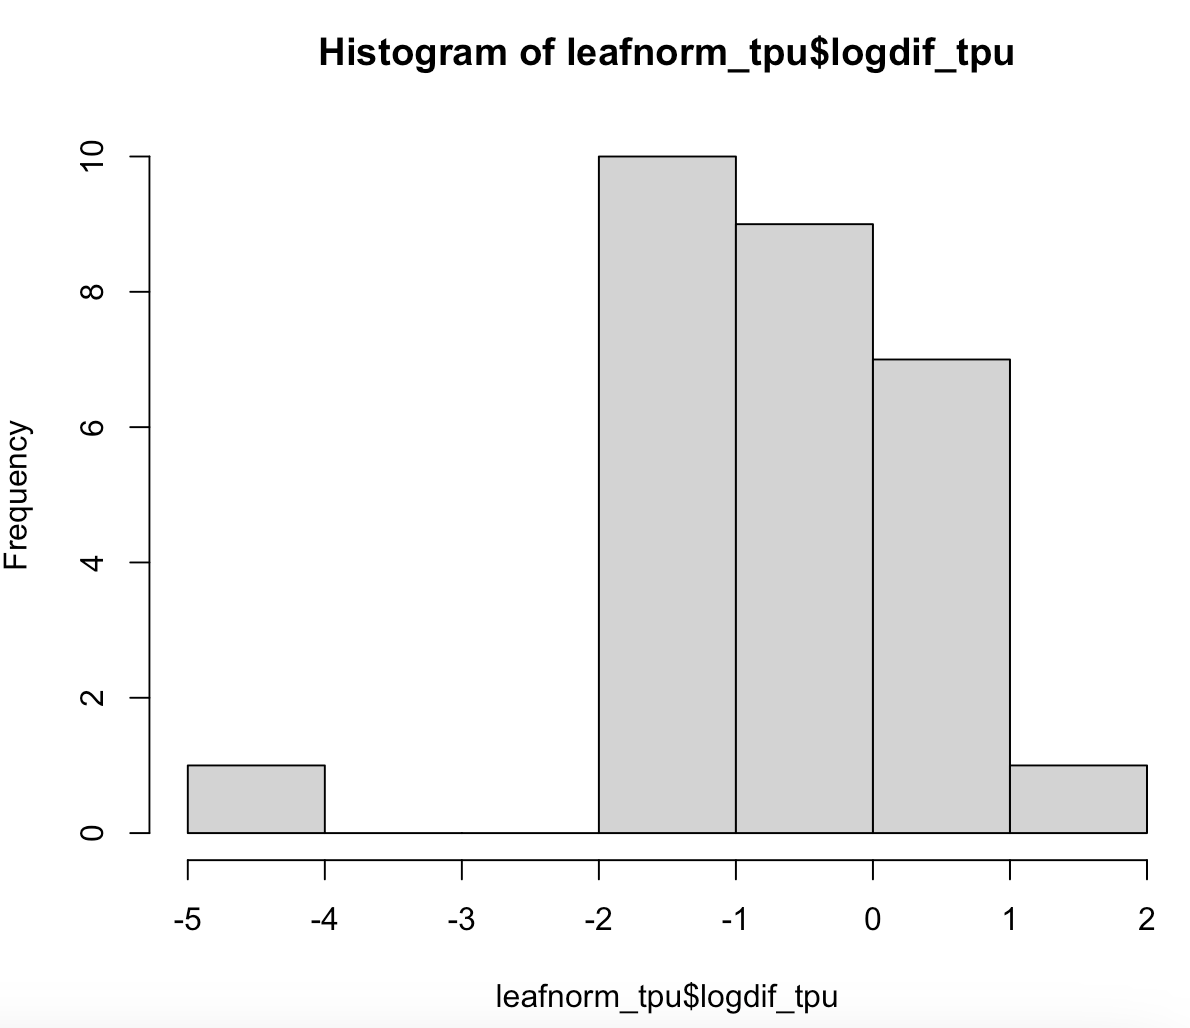 Histogram of leafnorm_tpu$logdif_tpu
Frequency
10
8
6
4
2
0
-5 -4 -3 -2 -1 0 1 2
leafnorm_tpu$logdif_tpu